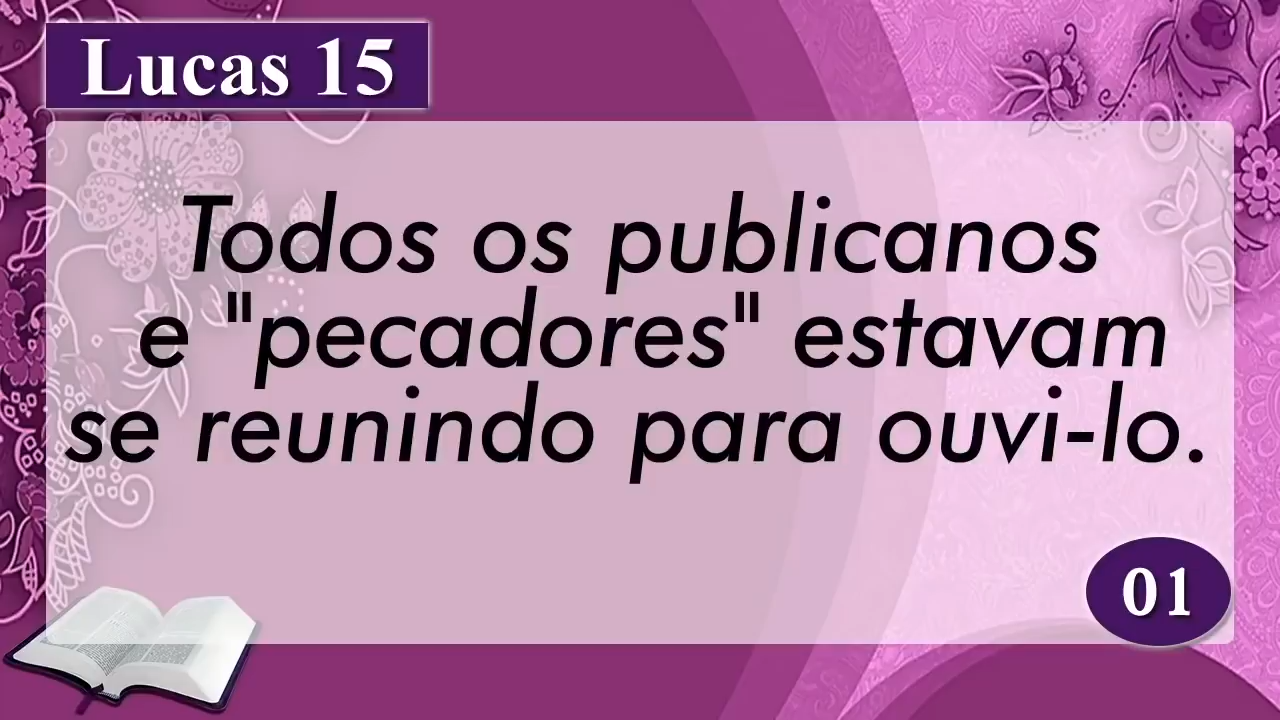 Lucas 15
Todos os publicanos
e "pecadores" estavam
se reunindo para ouvi-lo.
01